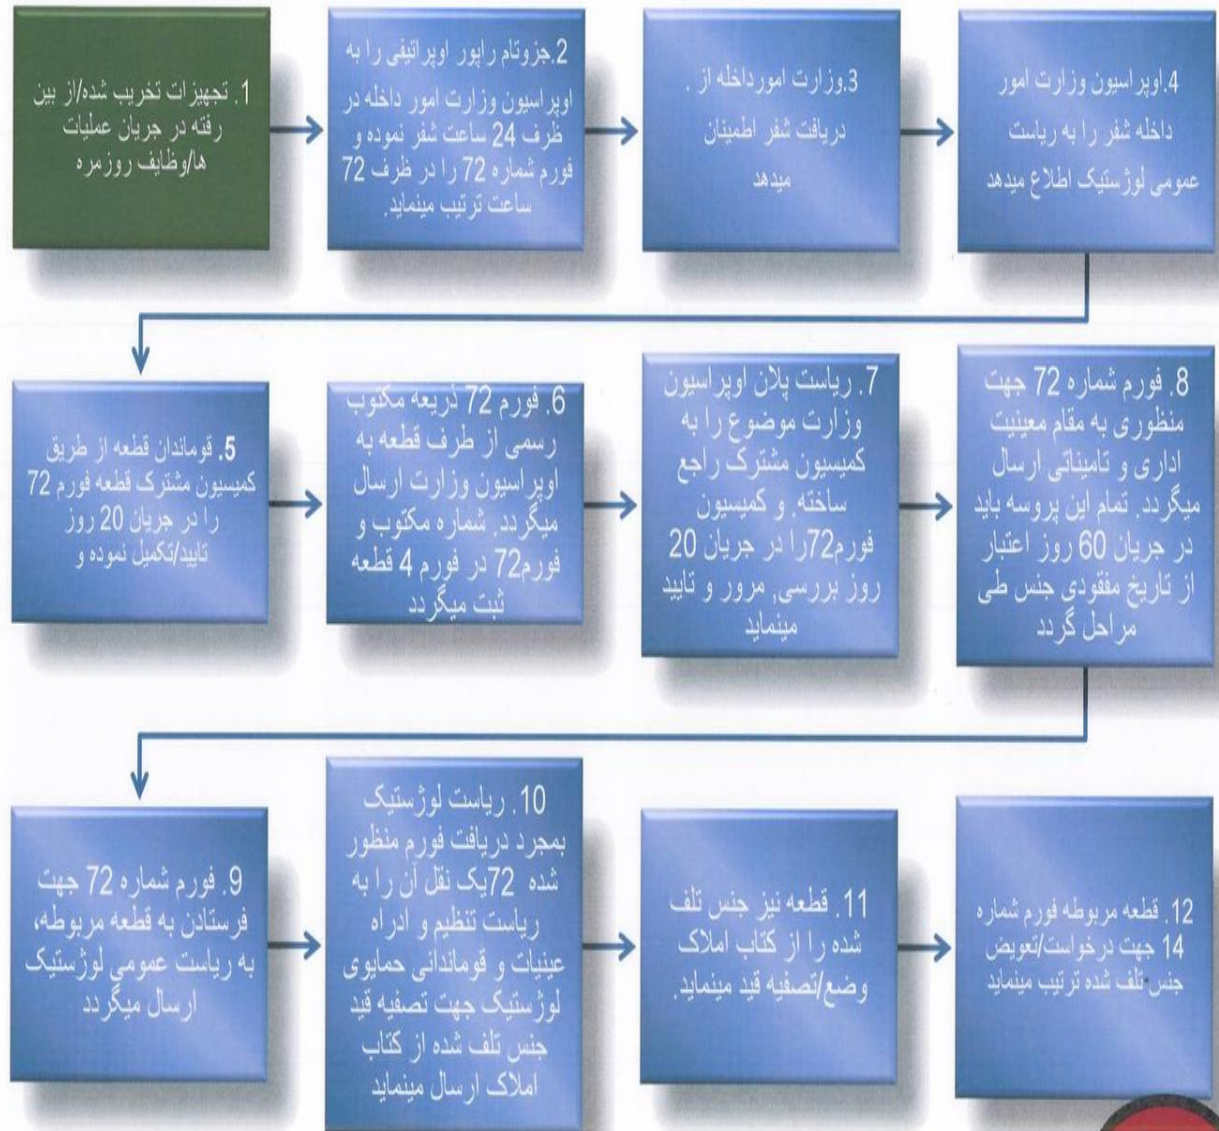 1. تجهیزات تخریب شده/از بین
رفته در جریان عملیات
ها/وظایف روزمره
2.جزوتام راپور اوپراتیفی را به
اوپراسیون وزارت امور داخله در
ظرف 24 ساعت شفر نموده و
فورم شماره 72 را در ظرف 72
ساعت ترتیب مینماید.
3.وزارت امورداخله از .
دریافت شفر اطمینان
میدهد
4.اوپراسیون وزارت امور
داخله شفر را به ریاست
عمومی لوژستیک اطلاع میدهد
5. قوماندان قطعه از طریق
کمیسیون مشترک قطعه فورم 72
را در جریان 20 روز
تایید/تکمیل نموده و
6. فورم 72 ذریعه مکتوب
رسمی از طرف قطعه به
اوپراسیون وزارت ارسال
میگردد. شماره مکتوب و
فورم72 در فورم 4 قطعه
ثبت میگردد
7. ریاست پلان اوپراسیون
وزارت موضوع را به
کمیسیون مشترک راجع
ساخته. و کمیسیون
فورم72را در جریان 20
روز بررسی, مرور و تایید
مینماید
8. فورم شماره 72 جهت
منظوری به مقام معینیت
اداری و تامیناتی ارسال
میگردد. تمام این پروسه باید
در جریان 60 روز اعتبار
از تاریخ مفقودی جنس طی
مراحل گردد
9. فورم شماره 72 جهت
فرستادن به قطعه مربوطه،
به ریاست عمومی لوژستیک
ارسال میگردد
10. ریاست لوژستیک
بمجرد دریافت فورم منظور
شده 72یک نقل آن را به
ریاست تنظیم و ادراه
عینیات و قوماندانی حمایوی
لوژستیک جهت تصفیه قید
جنس تلف شده از کتاب
املاک ارسال مینماید
11. قطعه نیز جنس تلف
شده را از کتاب املاک
وضع/تصفیه قید مینماید.
12. قطعه مربوطه فورم شماره
14 جهت درخواست/تعویض
جنس تلف شده ترتیب مینماید